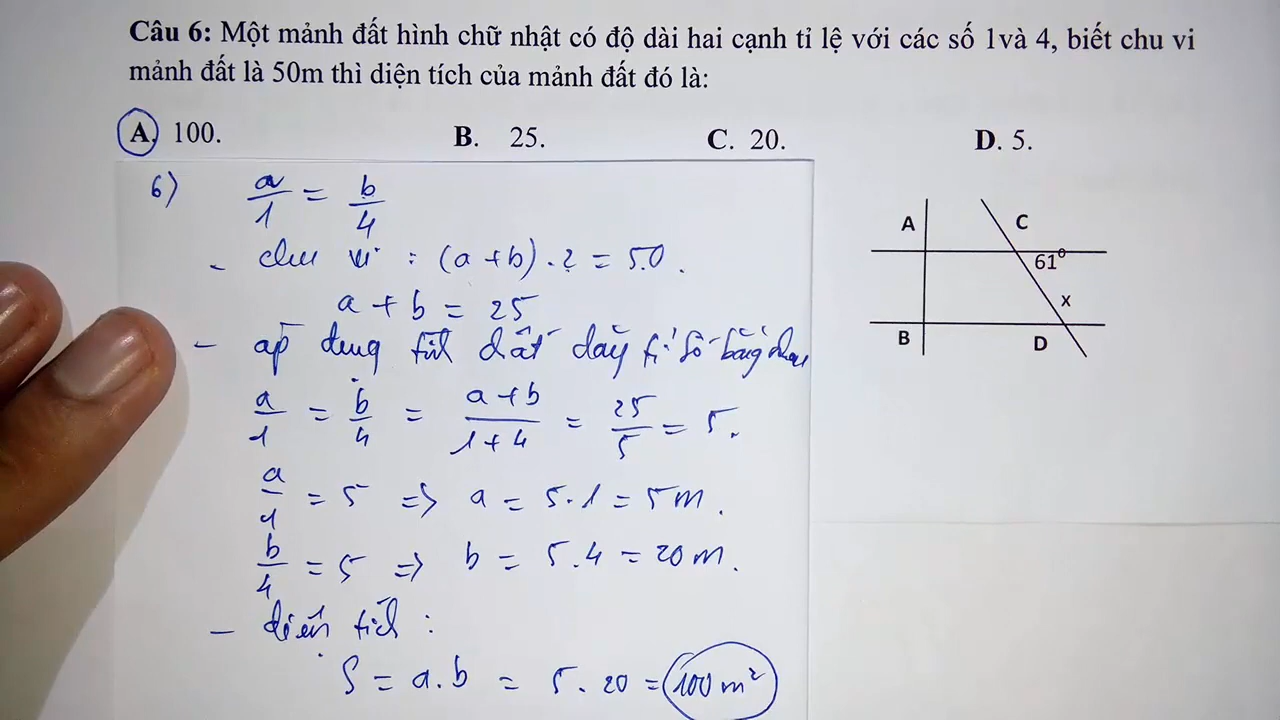 Câu 6: Một mảnh đất hình chữ nhật có độ dài hai cạnh tỉ lệ với các số 1và 4, biết chu vi
mảnh đất là 50m thì diện tích của mảnh đất đó là:
A. 100. B. 25. C. 20. D. 5.
6) a/1 = b/4
- chu vi : (a+b).2 = 50.
a + b = 25
- áp dụng tính chất dãy tỉ số bằng nhau
a/1 = b/4 = a+b/1+4 = 25/5 = 5.
a/1 = 5 => a = 5.1 = 5m.
b/4 = 5 => b = 5.4 = 20m.
- diện tích :
S = a.b = 5.20 = 100 m²
A C
61⁰
x
B D